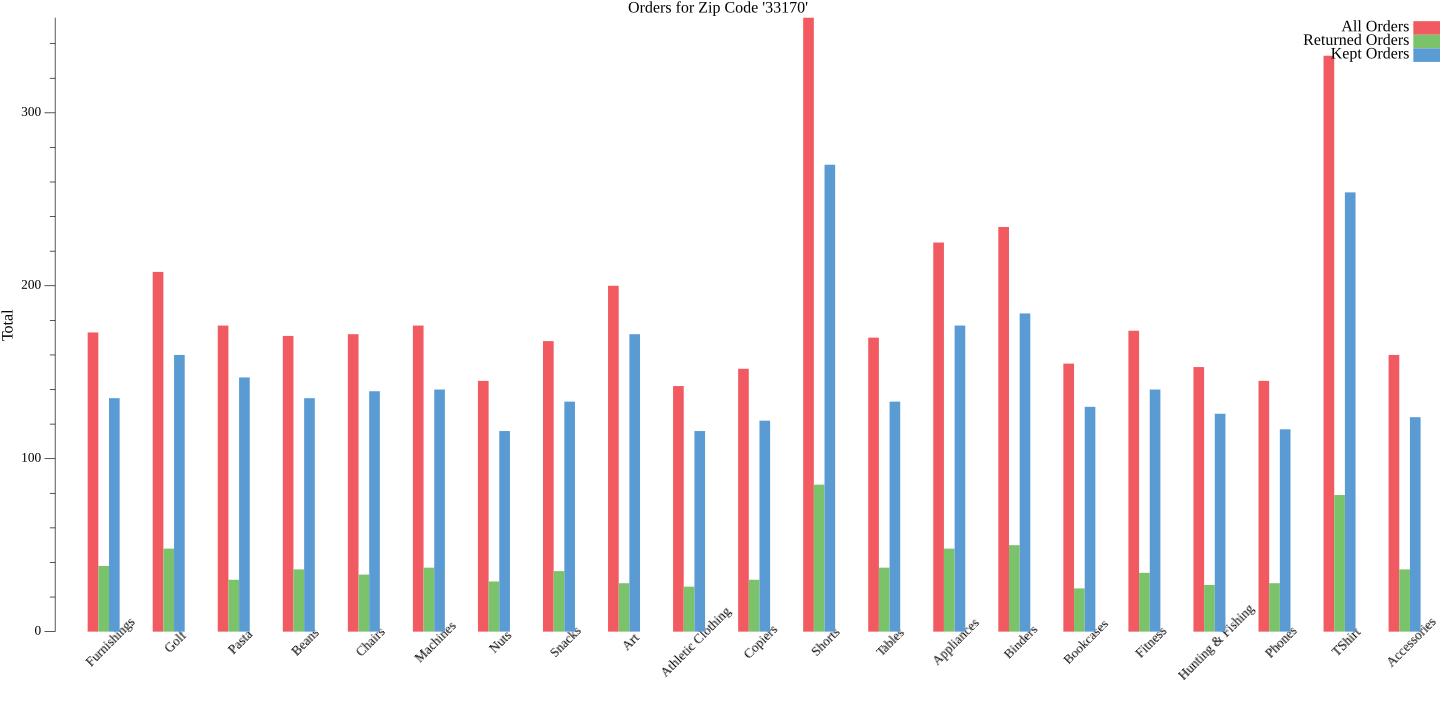 Orders for Zip Code '33170'
All Orders
Returned Orders
Kept Orders
Total
300
200
100
0
Furnishings
Golf
Pasta
Beans
Chairs
Machines
Nuts
Snacks
Art
Athletic Clothing
Copiers
Shorts
Tables
Appliances
Binders
Bookcases
Fitness
Hunting & Fishing
Phones
TShirt
Accessories